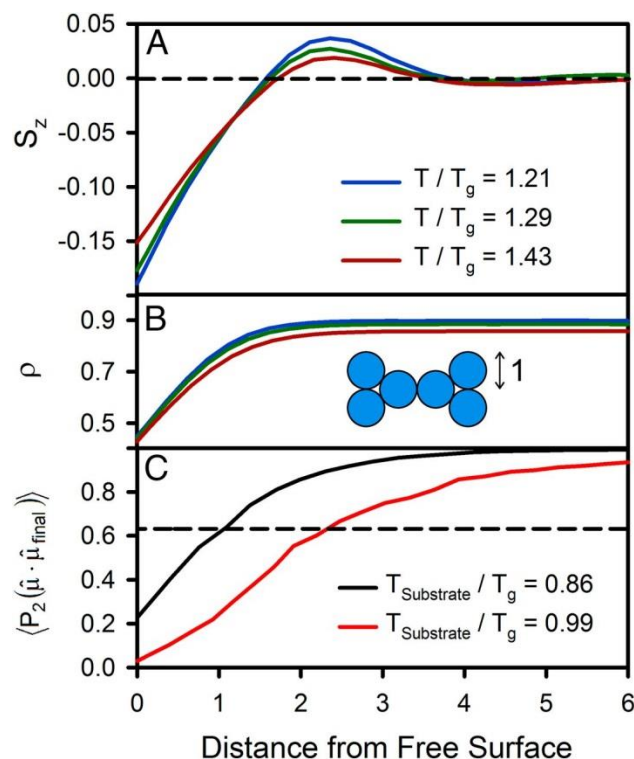 A
0.05
0.00
-0.05
-0.10
-0.15
S_z
T / T_g = 1.21
T / T_g = 1.29
T / T_g = 1.43
B
0.9
0.7
0.5
ρ
1
C
0.8
0.6
0.4
0.2
0.0
⟨P_2 (μ̂ · μ̂_final)⟩
T_Substrate / T_g = 0.86
T_Substrate / T_g = 0.99
0 1 2 3 4 5 6
Distance from Free Surface